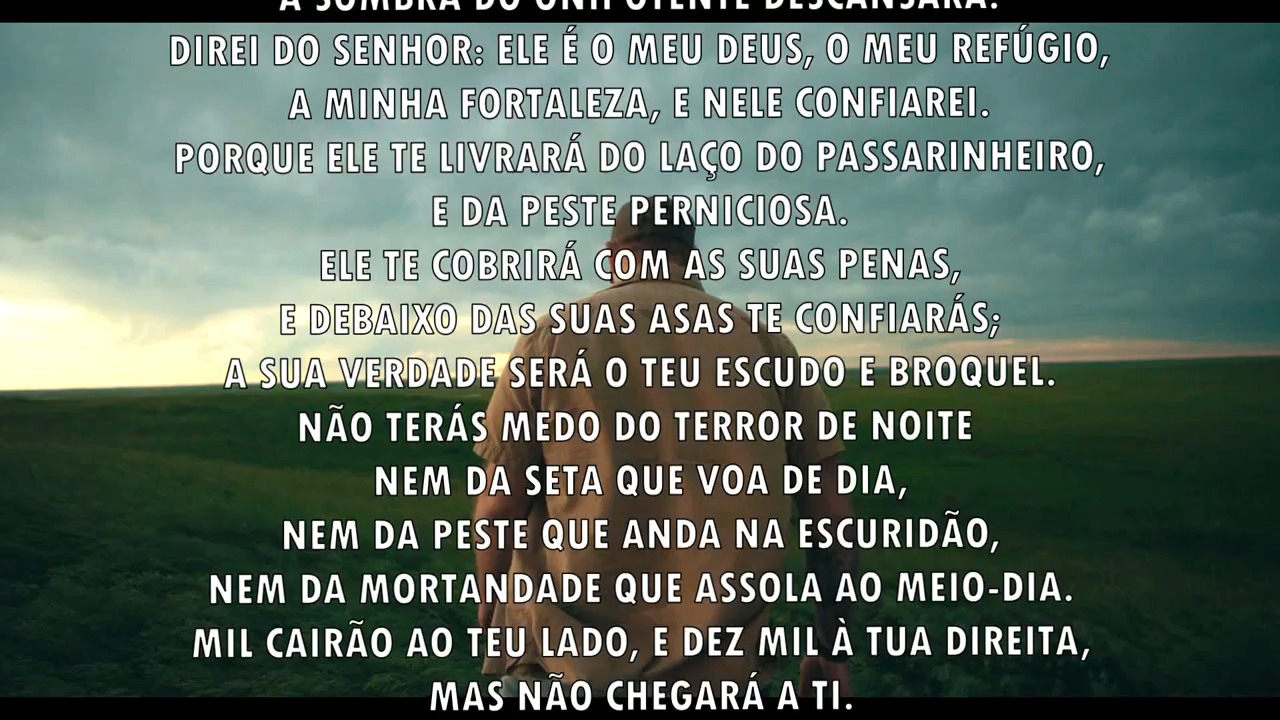 À SOMBRA DO ONIPOTENTE DESCANSARÁ.
DIREI DO SENHOR: ELE É O MEU DEUS, O MEU REFÚGIO,
A MINHA FORTALEZA, E NELE CONFIAREI.
PORQUE ELE TE LIVRARÁ DO LAÇO DO PASSARINHEIRO,
E DA PESTE PERNICIOSA.
ELE TE COBRIRÁ COM AS SUAS PENAS,
E DEBAIXO DAS SUAS ASAS TE CONFIARÁS;
A SUA VERDADE SERÁ O TEU ESCUDO E BROQUEL.
NÃO TERÁS MEDO DO TERROR DE NOITE
NEM DA SETA QUE VOA DE DIA,
NEM DA PESTE QUE ANDA NA ESCURIDÃO,
NEM DA MORTANDADE QUE ASSOLA AO MEIO-DIA.
MIL CAIRÃO AO TEU LADO, E DEZ MIL À TUA DIREITA,
MAS NÃO CHEGARÁ A TI.